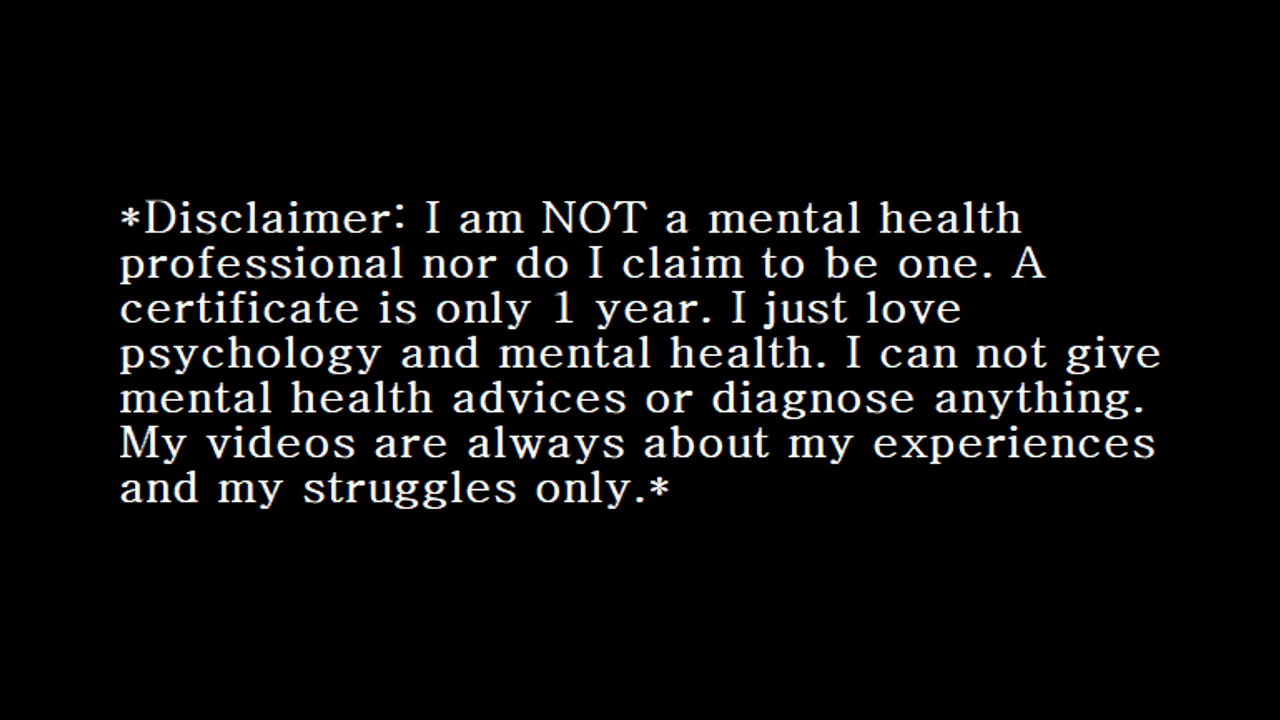 *Disclaimer: I am NOT a mental health
professional nor do I claim to be one. A
certificate is only 1 year. I just love
psychology and mental health. I can not give
mental health advices or diagnose anything.
My videos are always about my experiences
and my struggles only.*